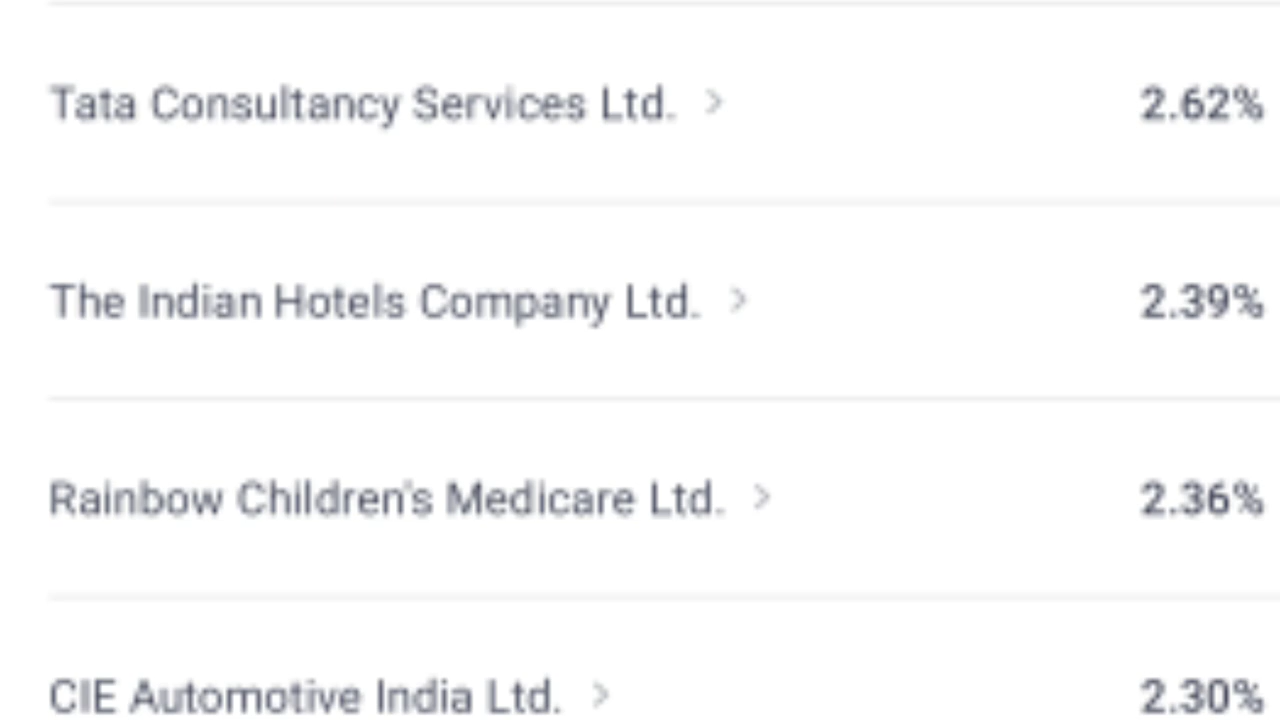 Tata Consultancy Services Ltd. > 2.62%
The Indian Hotels Company Ltd. > 2.39%
Rainbow Children's Medicare Ltd. > 2.36%
CIE Automotive India Ltd. > 2.30%